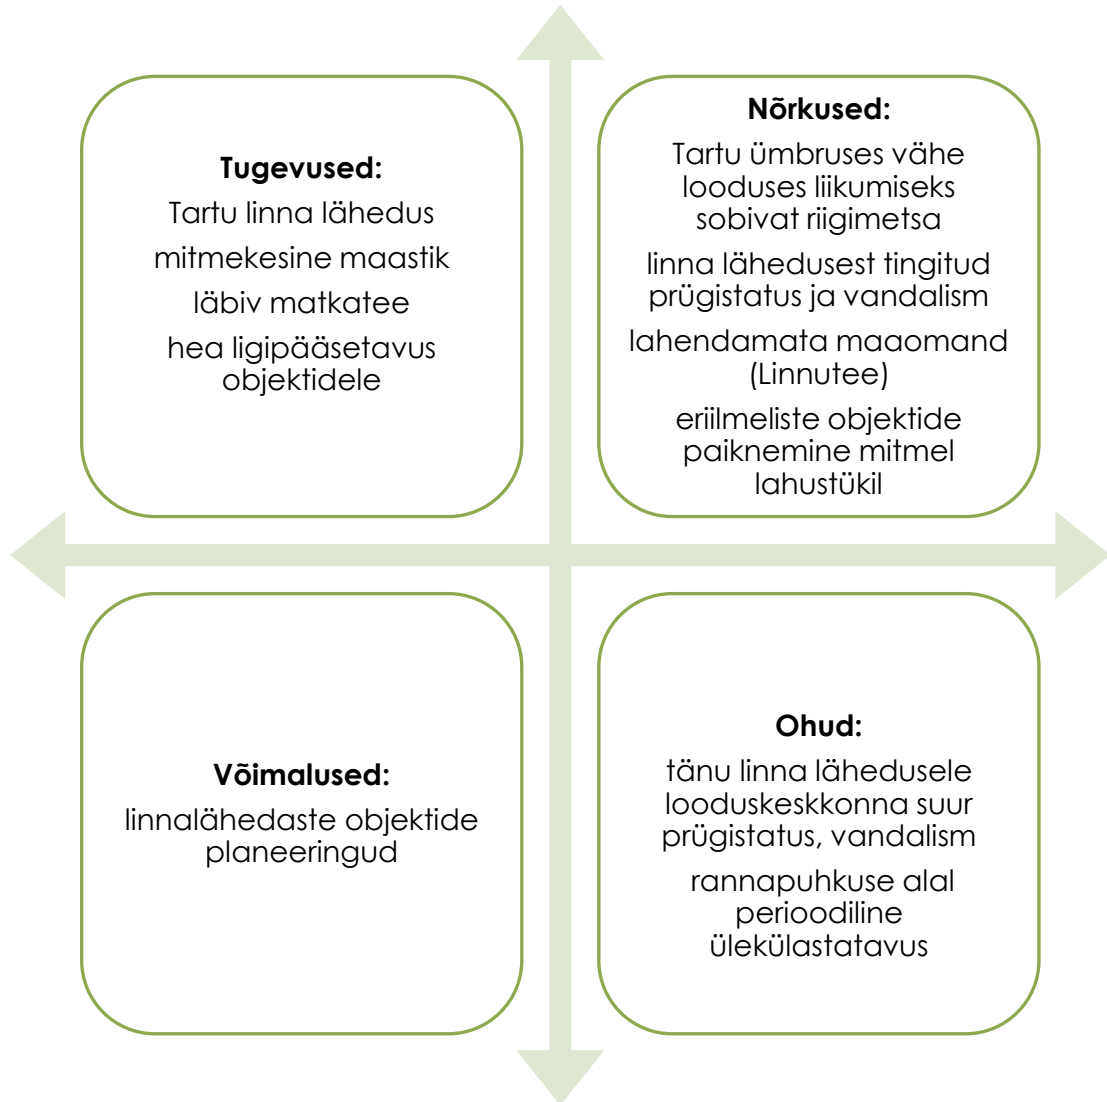 Tugevused:
Tartu linna lähedus
mitmekesine maastik
läbiv matkatee
hea ligipääsetavus
objektidele
Nõrkused:
Tartu ümbruses vähe
looduses liikumiseks
sobivat riigimetsa
linna lähedusest tingitud
prügistatus ja vandalism
lahendamata maaomand
(Linnutee)
eriilmeliste objektide
paiknemine mitmel
lahustükil
Võimalused:
linnalähedaste objektide
planeeringud
Ohud:
tänu linna lähedusele
looduskeskkonna suur
prügistatus, vandalism
rannapuhkuse alal
perioodiline
ülekülastatavus